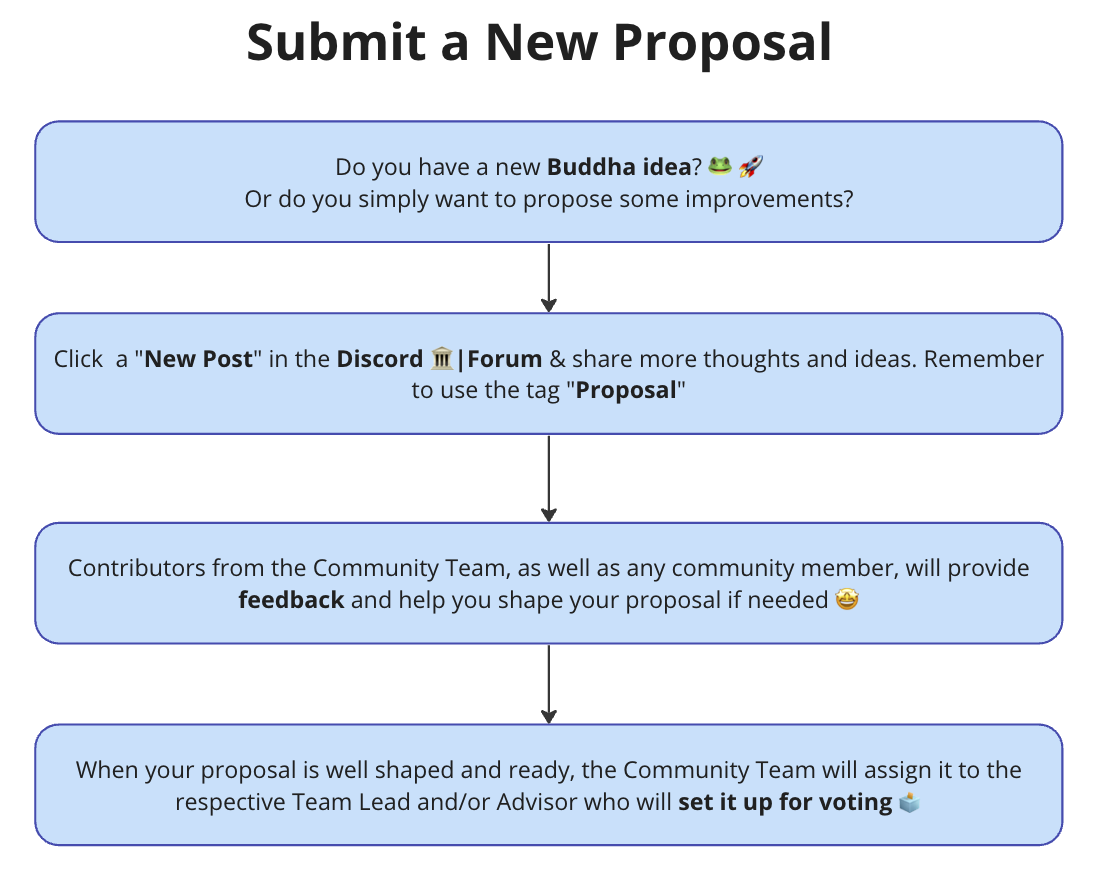 Submit a New Proposal
Do you have a new Buddha idea? 🐸 🚀
Or do you simply want to propose some improvements?
Click  a "New Post" in the Discord 🏛️|Forum & share more thoughts and ideas. Remember
to use the tag "Proposal"
Contributors from the Community Team, as well as any community member, will provide
feedback and help you shape your proposal if needed 🤩
When your proposal is well shaped and ready, the Community Team will assign it to the
respective Team Lead and/or Advisor who will set it up for voting 🗳️